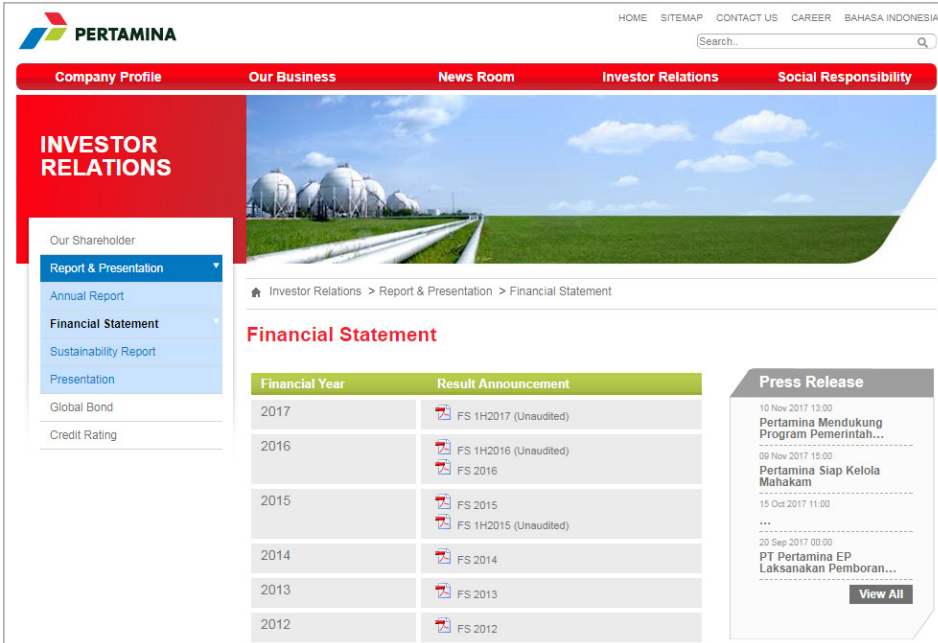 HOME SITEMAP CONTACT US CAREER BAHASA INDONESIA
PERTAMINA
Search..
Company Profile Our Business News Room Investor Relations Social Responsibility
INVESTOR
RELATIONS
Our Shareholder
Report & Presentation
Annual Report
Financial Statement
Sustainability Report
Presentation
Global Bond
Credit Rating
Investor Relations > Report & Presentation > Financial Statement
Financial Statement
Financial Year Result Announcement
2017 FS 1H2017 (Unaudited)
2016 FS 1H2016 (Unaudited)
FS 2016
2015 FS 2015
FS 1H2015 (Unaudited)
2014 FS 2014
2013 FS 2013
2012 FS 2012
Press Release
10 Nov 2017 13:00
Pertamina Mendukung
Program Pemerintah...
09 Nov 2017 15:00
Pertamina Siap Kelola
Mahakam
15 Oct 2017 11:00
...
20 Sep 2017 00:00
PT Pertamina EP
Laksanakan Pemboran...
View All